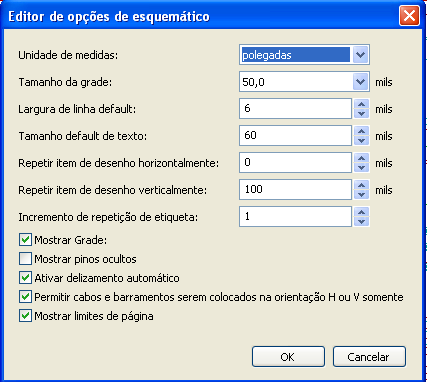 Editor de opções de esquemático
Unidade de medidas: polegadas
Tamanho da grade: 50,0 mils
Largura de linha default: 6 mils
Tamanho default de texto: 60 mils
Repetir item de desenho horizontalmente: 0 mils
Repetir item de desenho verticalmente: 100 mils
Incremento de repetição de etiqueta: 1
Mostrar Grade:
Mostrar pinos ocultos
Ativar delizamento automático
Permitir cabos e barramentos serem colocados na orientação H ou V somente
Mostrar limites de página
OK Cancelar